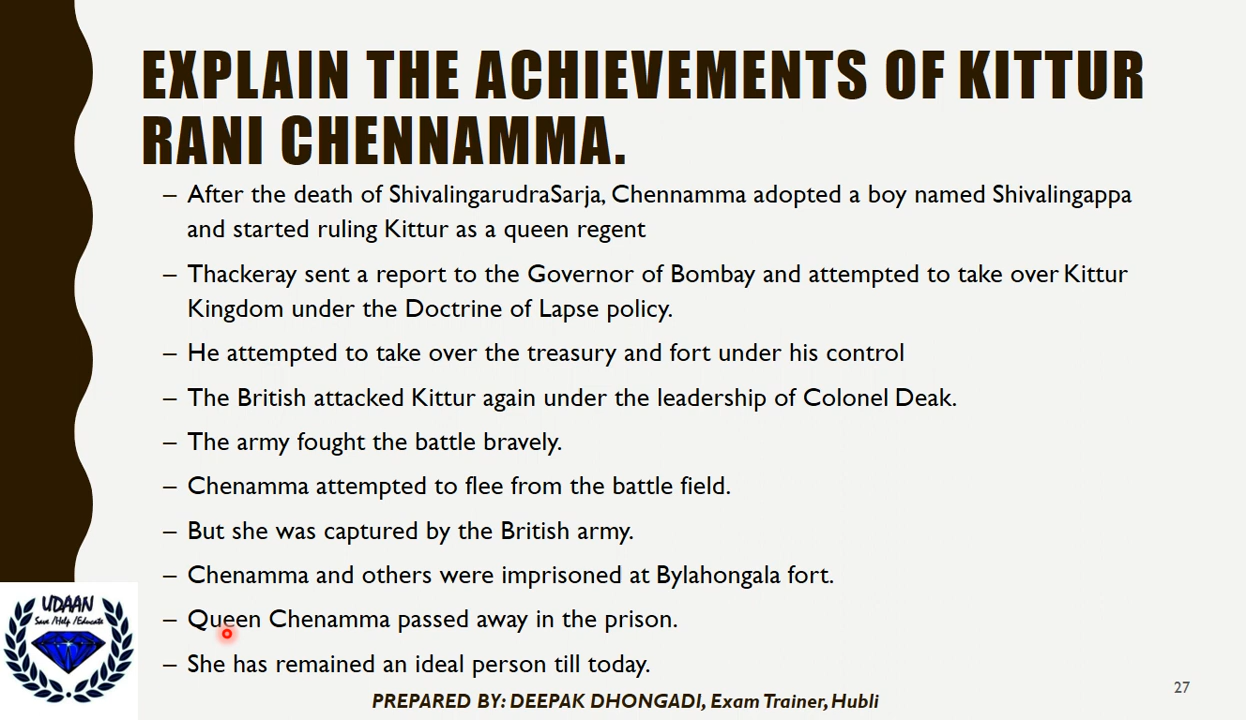 EXPLAIN THE ACHIEVEMENTS OF KITTUR
RANI CHENNAMMA.
– After the death of ShivalingarudraSarja, Chennamma adopted a boy named Shivalingappa
and started ruling Kittur as a queen regent
– Thackeray sent a report to the Governor of Bombay and attempted to take over Kittur
Kingdom under the Doctrine of Lapse policy.
– He attempted to take over the treasury and fort under his control
– The British attacked Kittur again under the leadership of Colonel Deak.
– The army fought the battle bravely.
– Chenamma attempted to flee from the battle field.
– But she was captured by the British army.
– Chenamma and others were imprisoned at Bylahongala fort.
– Queen Chenamma passed away in the prison.
– She has remained an ideal person till today.
UDAAN
Save /Help /Educate
PREPARED BY: DEEPAK DHONGADI, Exam Trainer, Hubli
27